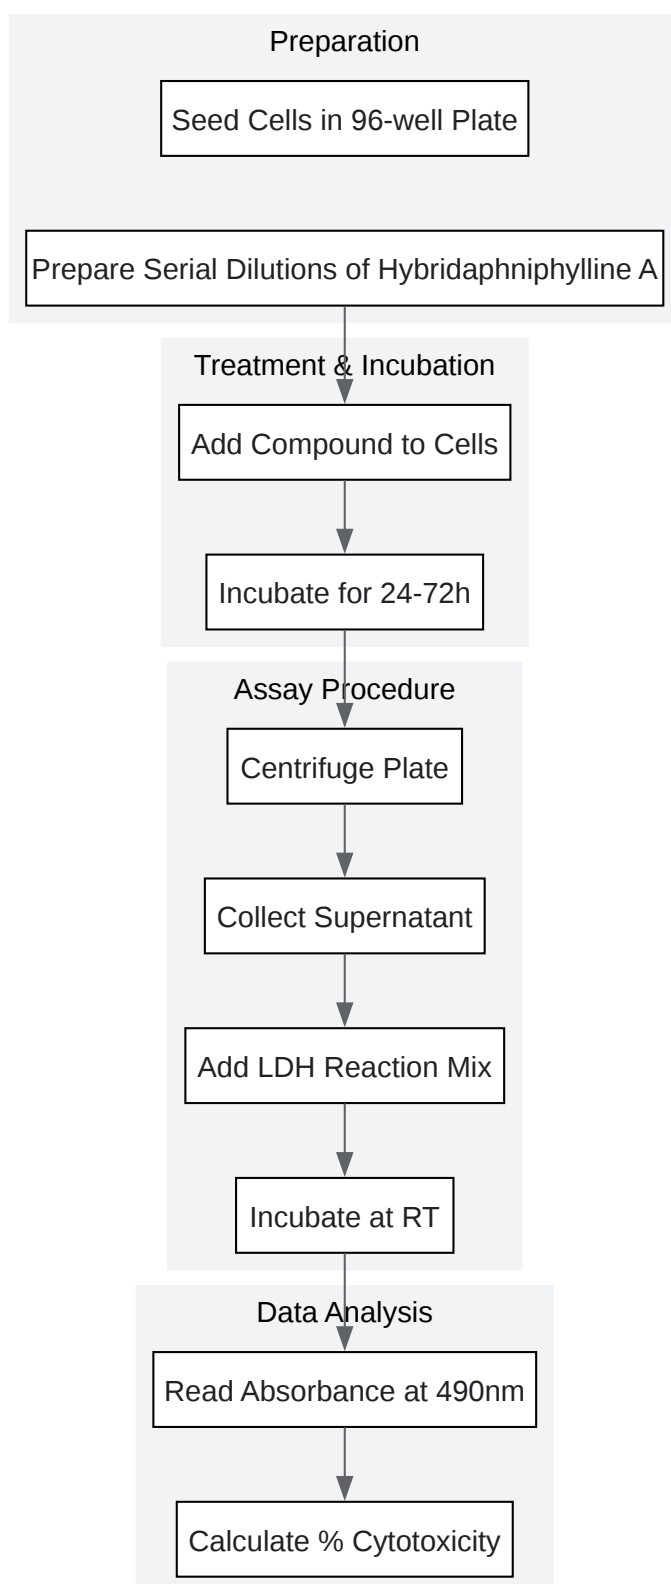 Preparation
Seed Cells in 96-well Plate
Prepare Serial Dilutions of Hybridaphniphylline A
Treatment & Incubation
Add Compound to Cells
Incubate for 24-72h
Assay Procedure
Centrifuge Plate
Collect Supernatant
Add LDH Reaction Mix
Incubate at RT
Data Analysis
Read Absorbance at 490nm
Calculate % Cytotoxicity